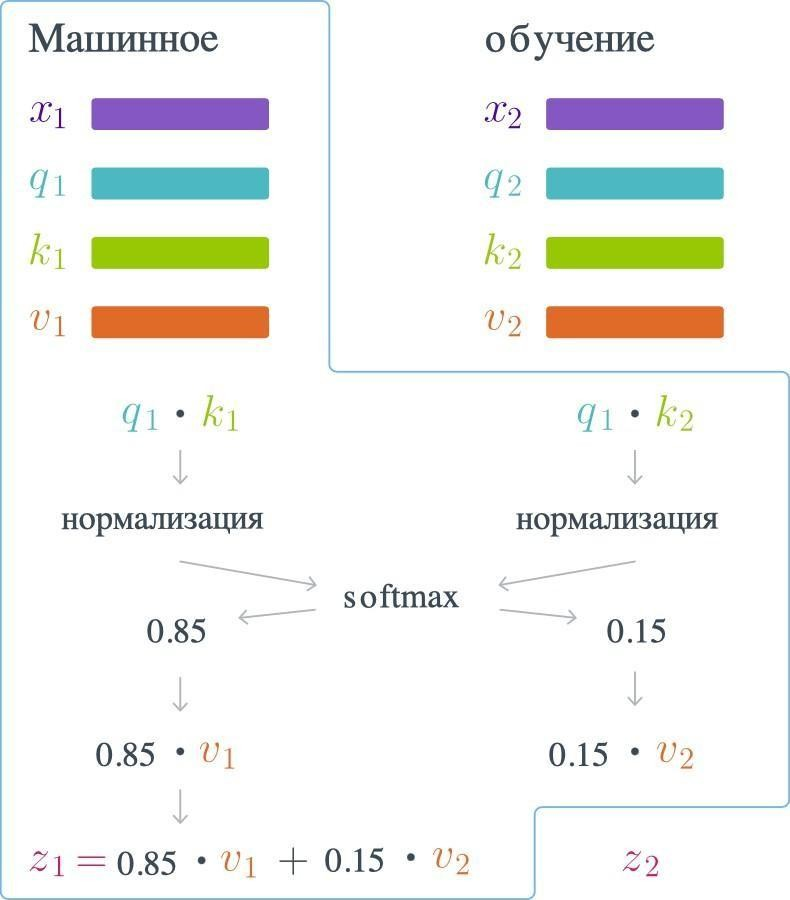 Машинное обучение
x1 x2
q1 q2
k1 k2
v1 v2
q1 · k1 q1 · k2
нормализация нормализация
softmax
0.85 0.15
0.85 · v1 0.15 · v2
z1 = 0.85 · v1 + 0.15 · v2 z2